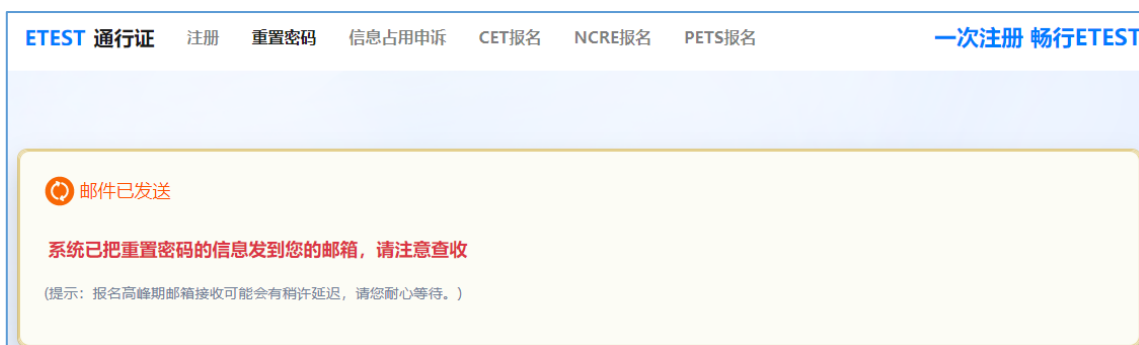 ETEST 通行证 注册 重置密码 信息占用申诉 CET报名 NCRE报名 PETS报名 一次注册 畅行ETEST
邮件已发送
系统已把重置密码的信息发到您的邮箱，请注意查收
(提示：报名高峰期邮箱接收可能会有稍许延迟，请您耐心等待。)